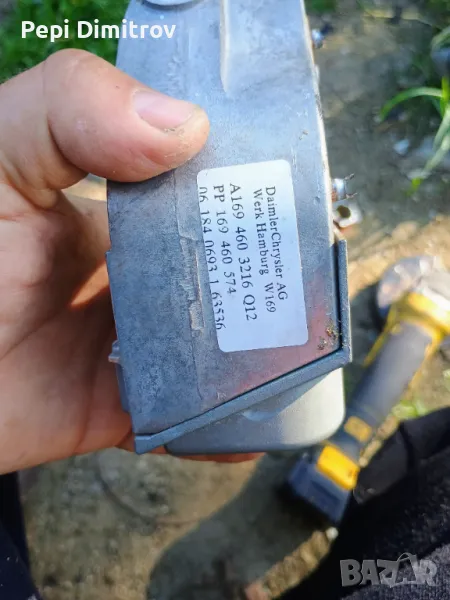 Pepi Dimitrov
DaimlerChrysler AG
Werk Hamburg W169
A169 460 3216 Q12
PP 169 460 574
06 184 0693 1 63536
BAZAR